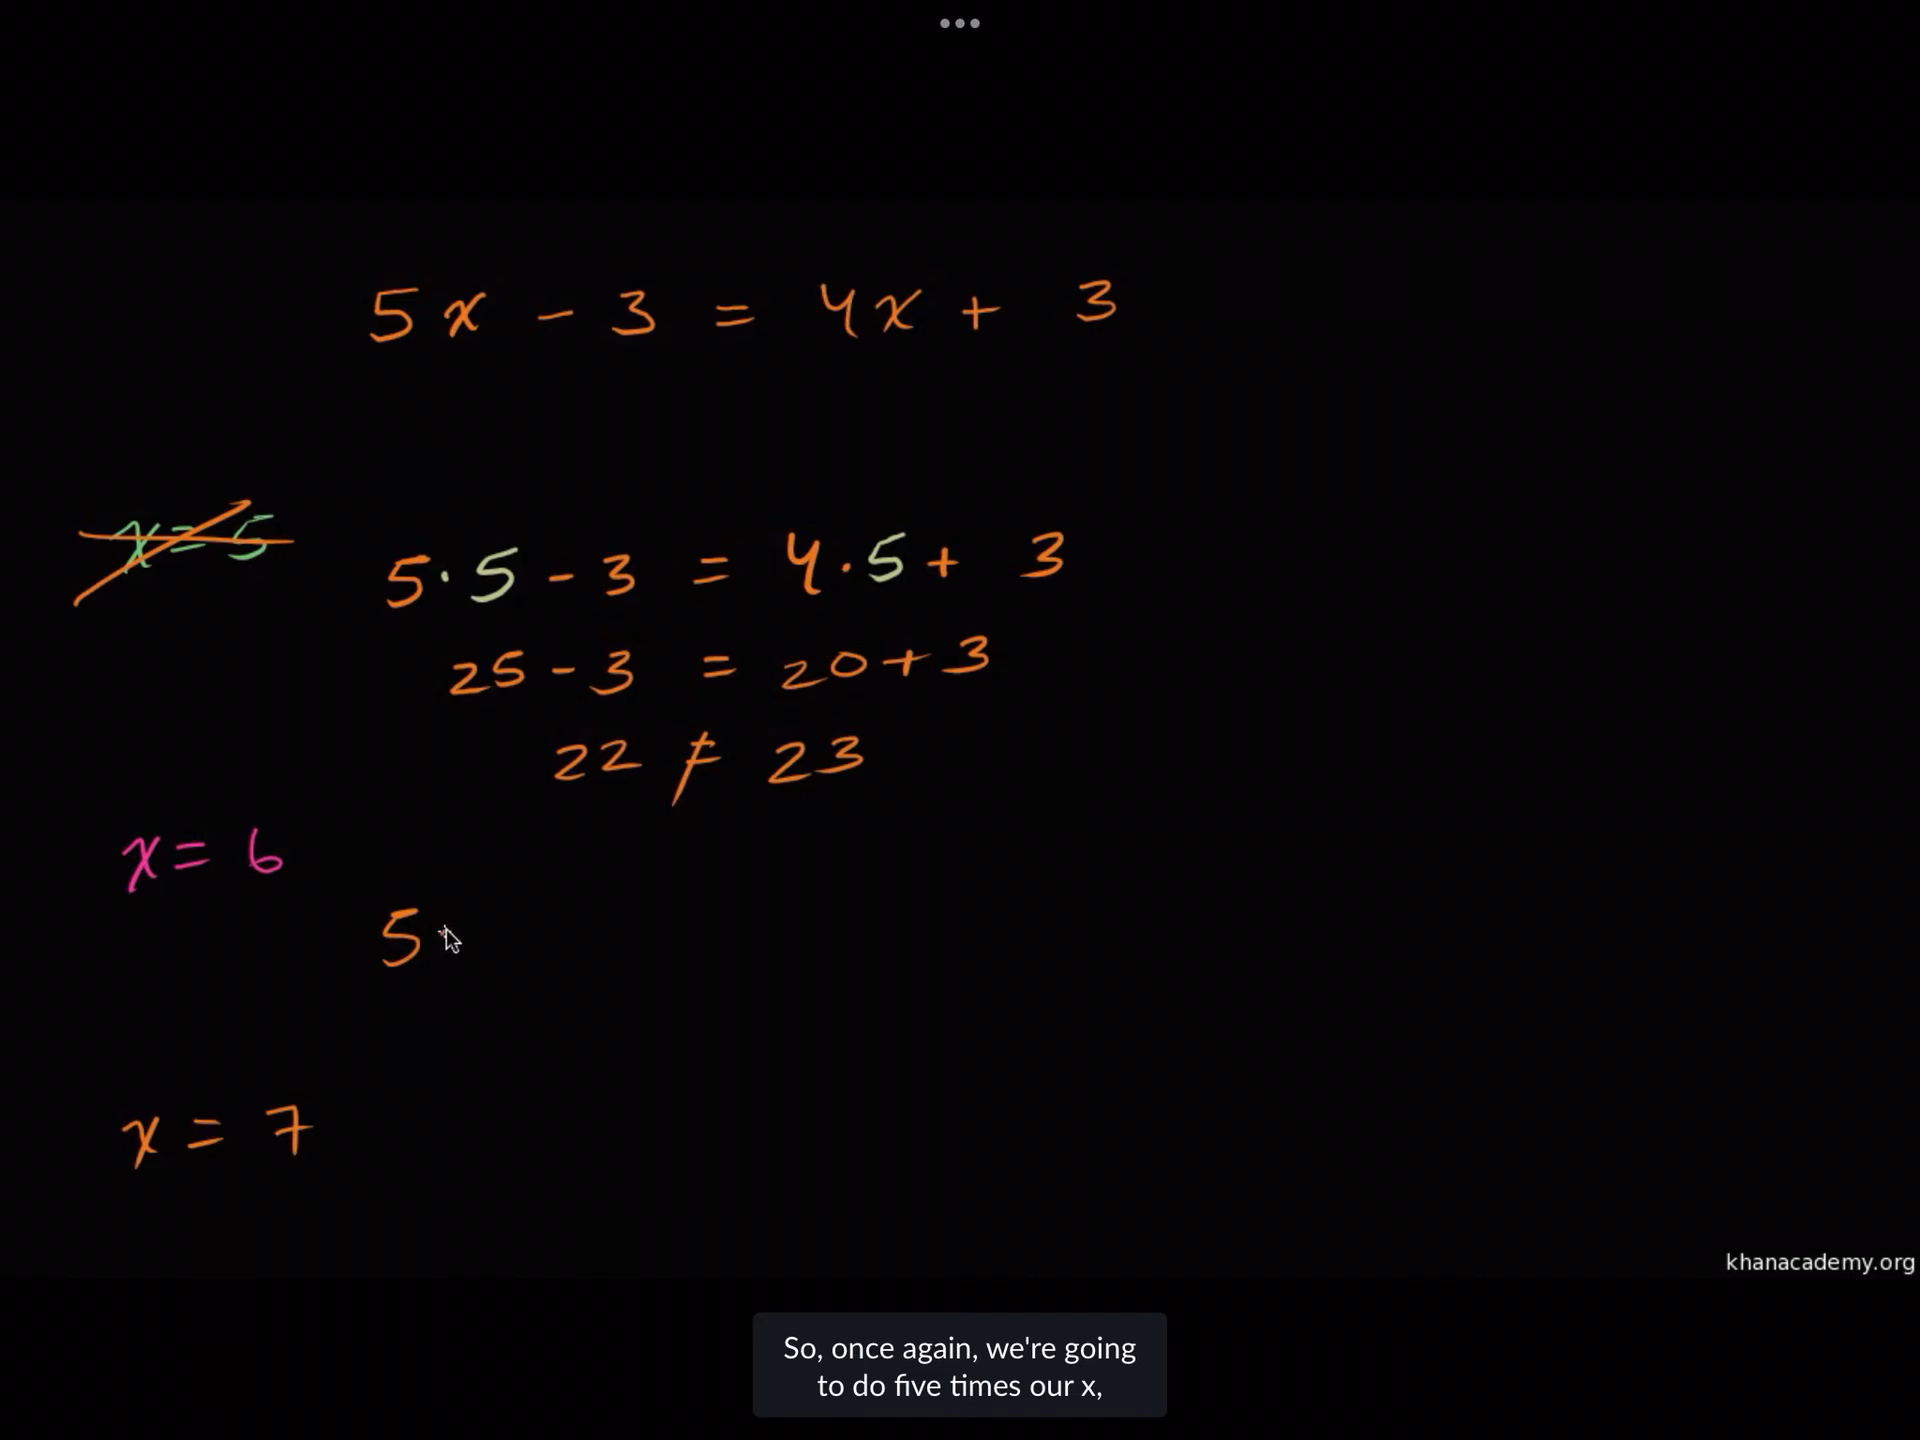 5x - 3 = 4x + 3
x = 5
5·5 - 3 = 4·5 + 3
25 - 3 = 20 + 3
22 ≠ 23
x = 6
5·
x = 7
khanacademy.org
So, once again, we're going
to do five times our x,